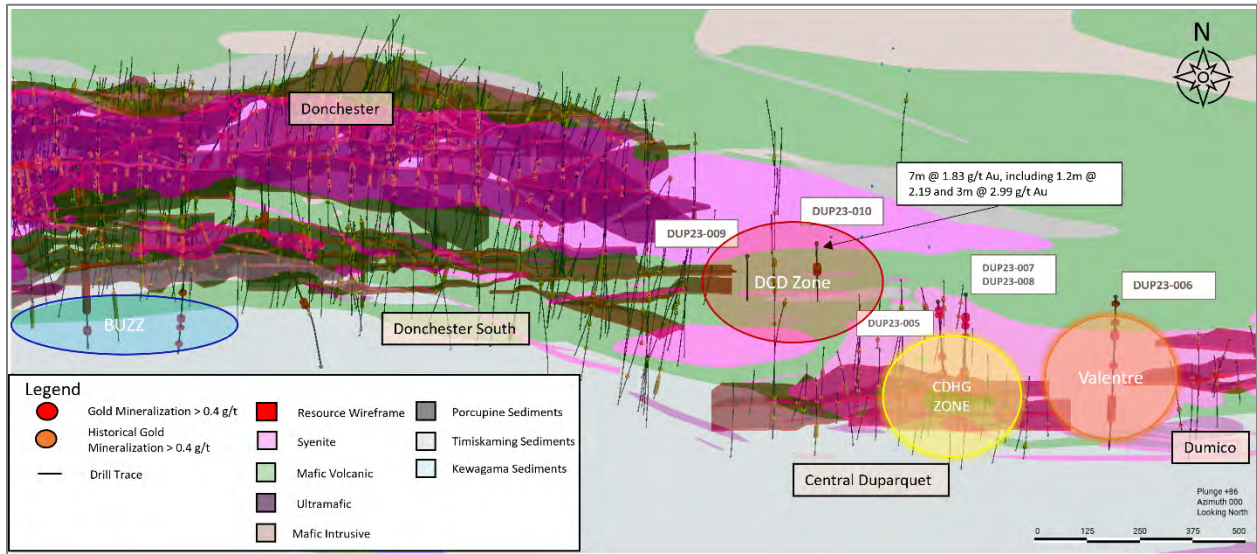 N
Donchester
7m @ 1.83 g/t Au, including 1.2m @
2.19 and 3m @ 2.99 g/t Au
DUP23-010
DUP23-009
DCD Zone
DUP23-007
DUP23-008
DUP23-006
BUZZ
Donchester South
DUP23-005
CDHG
ZONE
Valentre
Dumico
Central Duparquet
Legend
Gold Mineralization > 0.4 g/t
Historical Gold
Mineralization > 0.4 g/t
Drill Trace
Resource Wireframe
Syenite
Mafic Volcanic
Ultramafic
Mafic Intrusive
Porcupine Sediments
Timiskaming Sediments
Kewagama Sediments
Plunge +86
Azimuth 000
Looking North
0 125 250 375 500